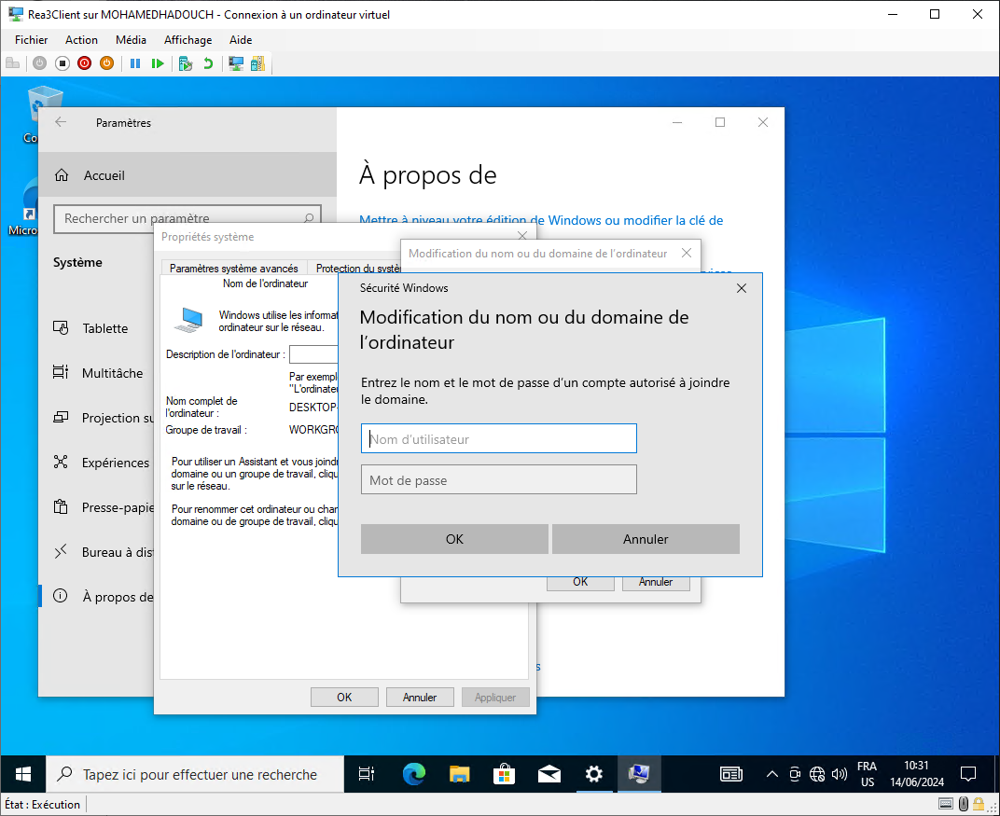 Rea3Client sur MOHAMEDHADOUCH - Connexion à un ordinateur virtuel
Fichier Action Média Affichage Aide
Co
Micro
Paramètres
Accueil
Rechercher un paramètre
Système
Tablette
Multitâche
Projection su
Expériences
Presse-papie
Bureau à dis
À propos de
À propos de
Mettre à niveau votre édition de Windows ou modifier la clé de
Propriétés système
Paramètres système avancés Protection du systè
Nom de l'ordinateur
Windows utilise les informat
ordinateur sur le réseau.
Description de l'ordinateur :
Par exempl
"L'ordinateu
Nom complet de
l'ordinateur :
DESKTOP-
Groupe de travail : WORKGRO
Pour utiliser un Assistant et vous joindr
domaine ou un groupe de travail, cliqu
sur le réseau.
Pour renommer cet ordinateur ou chan
domaine ou de groupe de travail, cliqu
OK Annuler Appliquer
Modification du nom ou du domaine de l'ordinateur
OK Annuler
Sécurité Windows
Modification du nom ou du domaine de
l'ordinateur
Entrez le nom et le mot de passe d'un compte autorisé à joindre
le domaine.
Nom d'utilisateur
Mot de passe
OK Annuler
Tapez ici pour effectuer une recherche
FRA
US
10:31
14/06/2024
État : Exécution